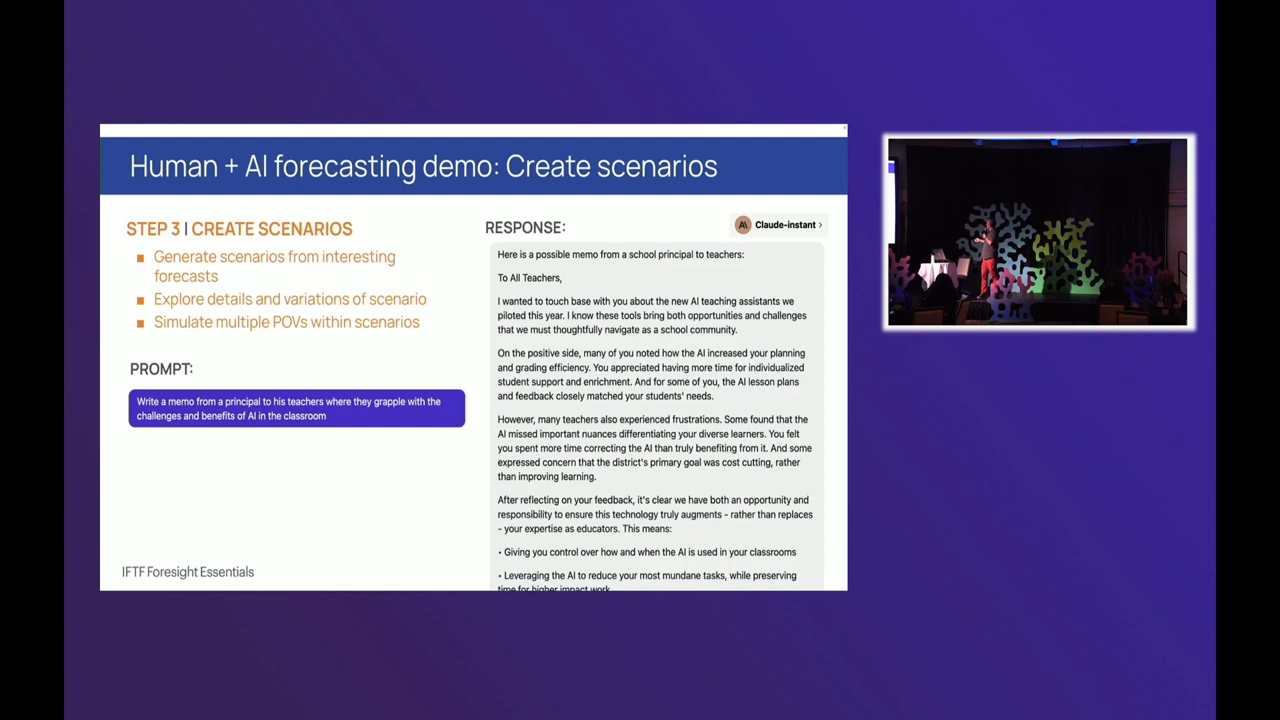 Human + AI forecasting demo: Create scenarios
STEP 3 | CREATE SCENARIOS
■ Generate scenarios from interesting
forecasts
■ Explore details and variations of scenario
■ Simulate multiple POVs within scenarios
PROMPT:
Write a memo from a principal to his teachers where they grapple with the
challenges and benefits of AI in the classroom
IFTF Foresight Essentials
RESPONSE:
A\ Claude-instant ›
Here is a possible memo from a school principal to teachers:
To All Teachers,
I wanted to touch base with you about the new AI teaching assistants we
piloted this year. I know these tools bring both opportunities and challenges
that we must thoughtfully navigate as a school community.
On the positive side, many of you noted how the AI increased your planning
and grading efficiency. You appreciated having more time for individualized
student support and enrichment. And for some of you, the AI lesson plans
and feedback closely matched your students' needs.
However, many teachers also experienced frustrations. Some found that the
AI missed important nuances differentiating your diverse learners. You felt
you spent more time correcting the AI than truly benefiting from it. And some
expressed concern that the district's primary goal was cost cutting, rather
than improving learning.
After reflecting on your feedback, it's clear we have both an opportunity and
responsibility to ensure this technology truly augments - rather than replaces
- your expertise as educators. This means:
• Giving you control over how and when the AI is used in your classrooms
• Leveraging the AI to reduce your most mundane tasks, while preserving
time for higher impact work